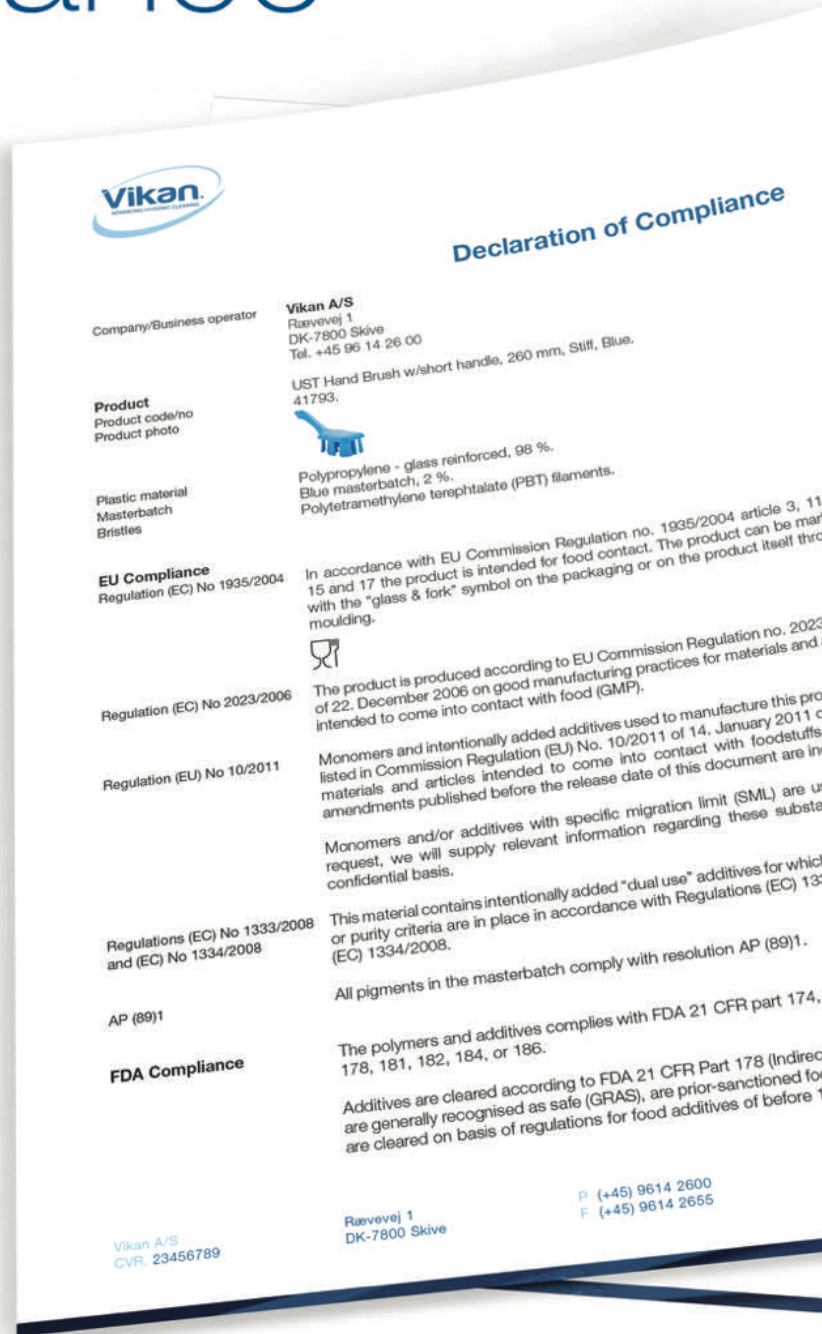 Vikan.
ADVANCING HYGIENIC CLEANING
Declaration of Compliance
Company/Business operator
Vikan A/S
Rævevej 1
DK-7800 Skive
Tel. +45 96 14 26 00
Product
UST Hand Brush w/short handle, 260 mm, Stiff, Blue.
Product code/no
41793.
Product photo
Plastic material
Polypropylene - glass reinforced, 98 %.
Masterbatch
Blue masterbatch, 2 %.
Bristles
Polytetramethylene terephtalate (PBT) filaments.
EU Compliance
Regulation (EC) No 1935/2004
In accordance with EU Commission Regulation no. 1935/2004 article 3, 11
15 and 17 the product is intended for food contact. The product can be mar
with the "glass & fork" symbol on the packaging or on the product itself thro
moulding.
Regulation (EC) No 2023/2006
The product is produced according to EU Commission Regulation no. 2023
of 22. December 2006 on good manufacturing practices for materials and
intended to come into contact with food (GMP).
Regulation (EU) No 10/2011
Monomers and intentionally added additives used to manufacture this pro
listed in Commission Regulation (EU) No. 10/2011 of 14. January 2011 o
materials and articles intended to come into contact with foodstuffs
amendments published before the release date of this document are in
Monomers and/or additives with specific migration limit (SML) are u
request, we will supply relevant information regarding these substa
confidential basis.
Regulations (EC) No 1333/2008
and (EC) No 1334/2008
This material contains intentionally added "dual use" additives for which
or purity criteria are in place in accordance with Regulations (EC) 133
(EC) 1334/2008.
AP (89)1
All pigments in the masterbatch comply with resolution AP (89)1.
FDA Compliance
The polymers and additives complies with FDA 21 CFR part 174,
178, 181, 182, 184, or 186.
Additives are cleared according to FDA 21 CFR Part 178 (Indirec
are generally recognised as safe (GRAS), are prior-sanctioned foo
are cleared on basis of regulations for food additives of before 1
Vikan A/S
CVR. 23456789
Rævevej 1
DK-7800 Skive
P (+45) 9614 2600
F (+45) 9614 2655